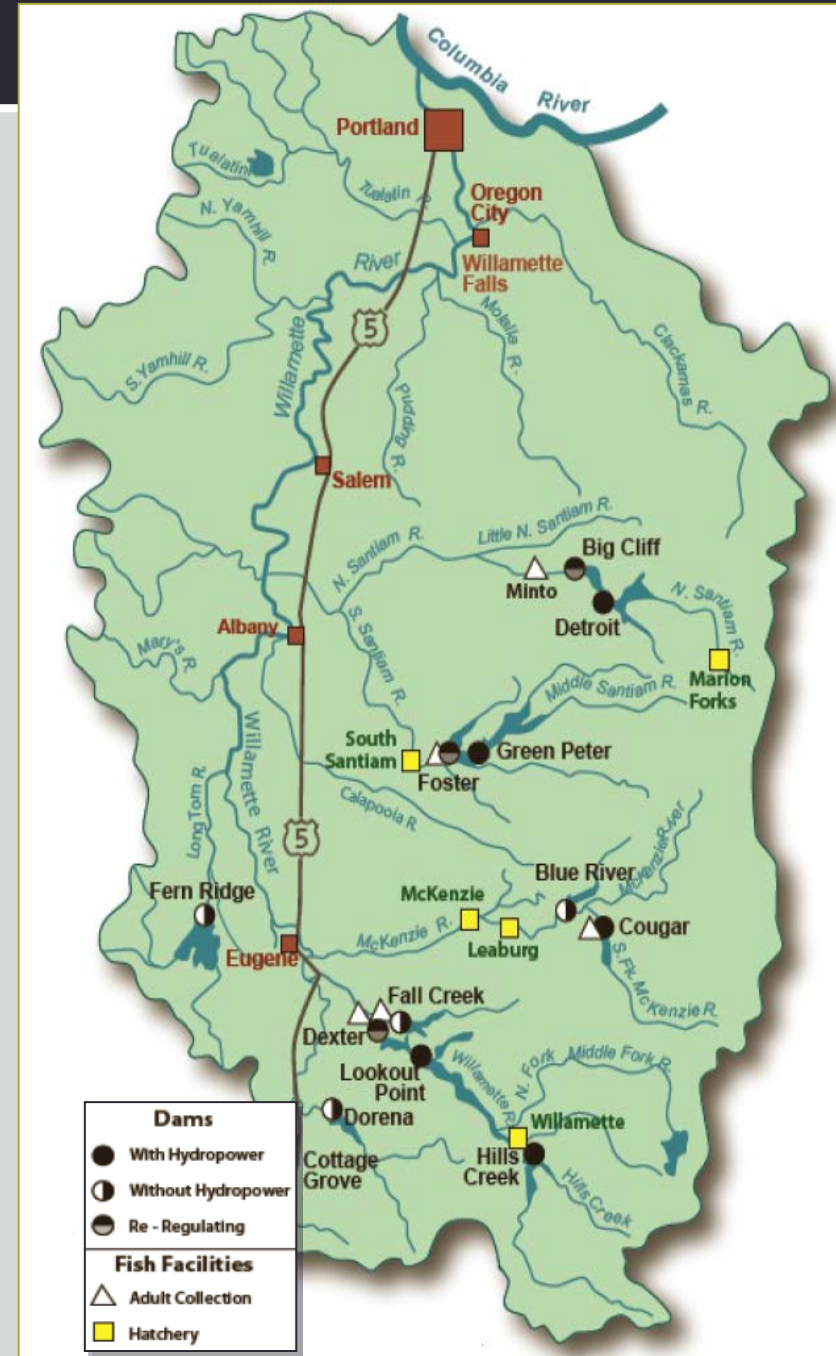 Columbia River
Portland
Tualatin
Tualatin R.
Oregon
City
N. Yamhill R.
River
Willamette
Falls
5
Molalla R.
Clackamas R.
Willamette
S. Yamhill R.
Pudding R.
Salem
Little N. Santiam R.
N. Santiam R.
Big Cliff
Minto
N. Santiam R.
Detroit
S. Santiam R.
Albany
Mary's R.
Marion
Forks
Middle Santiam R.
Willamette River
South
Santiam
Green Peter
Foster
Long Tom R.
Calapooia R.
5
McKenzie River
Blue River
Fern Ridge
McKenzie
Cougar
McKenzie R.
Leaburg
Eugene
S. Fk. McKenzie R.
Fall Creek
Dexter
Lookout
Point
Willamette R.
N. Fork Middle Fork R.
Dorena
Willamette
Cottage
Grove
Hills
Creek
Hills Creek
Dams
With Hydropower
Without Hydropower
Re - Regulating
Fish Facilities
Adult Collection
Hatchery